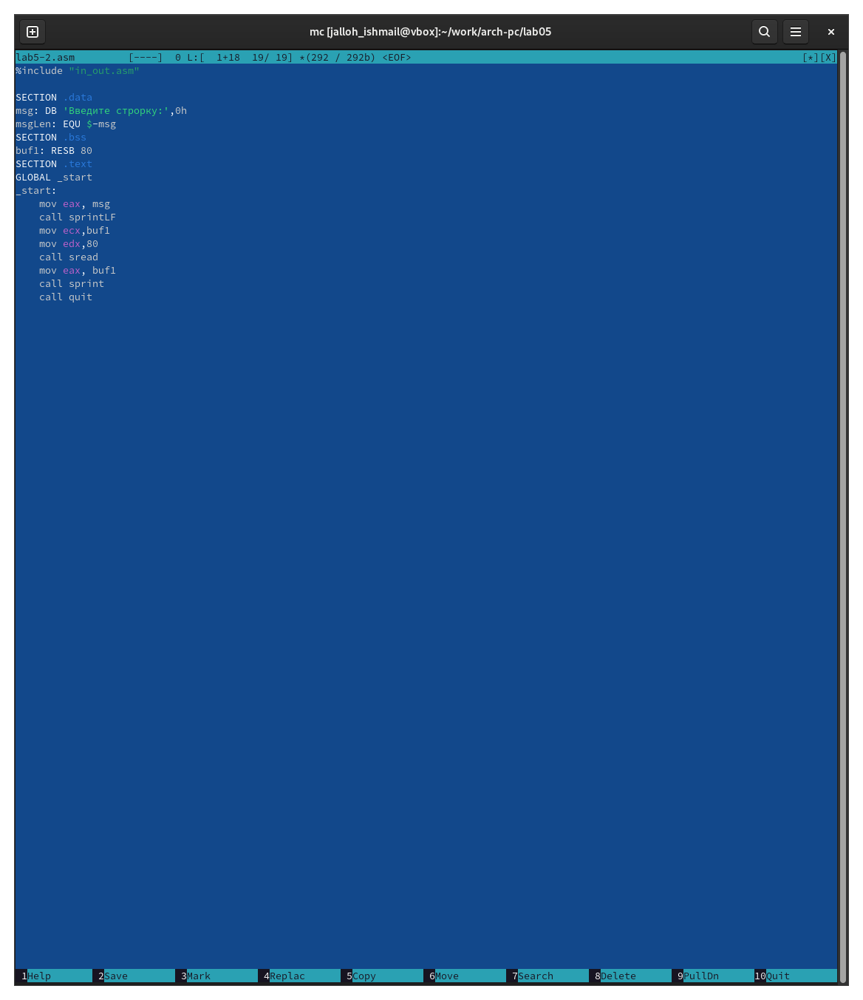 mc [jalloh_ishmail@vbox]:~/work/arch-pc/lab05
lab5-2.asm [----] 0 L:[ 1+18 19/ 19] *(292 / 292b) <EOF> [*][X]
%include "in_out.asm"
SECTION .data
msg: DB 'Введите строрку:',0h
msgLen: EQU $-msg
SECTION .bss
buf1: RESB 80
SECTION .text
GLOBAL _start
_start:
mov eax, msg
call sprintLF
mov ecx,buf1
mov edx,80
call sread
mov eax, buf1
call sprint
call quit
1Help 2Save 3Mark 4Replac 5Copy 6Move 7Search 8Delete 9PullDn 10Quit